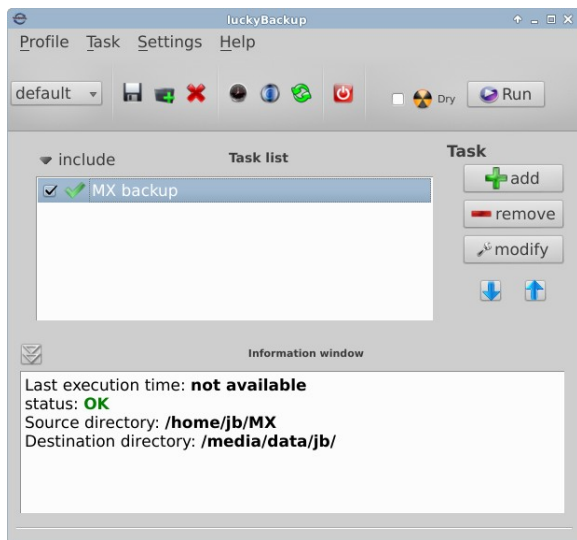 luckyBackup
Profile Task Settings Help
default Dry Run
include Task list Task
MX backup
add
remove
modify
Information window
Last execution time: not available
status: OK
Source directory: /home/jb/MX
Destination directory: /media/data/jb/